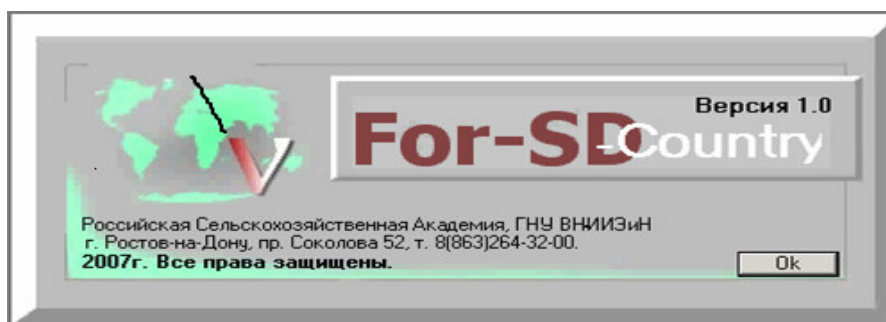 Версия 1.0
For-SD-Country
Российская Сельскохозяйственная Академия, ГНУ ВНИИЭиН
г. Ростов-на-Дону, пр. Соколова 52, т. 8(863)264-32-00.
2007г. Все права защищены.
Ok